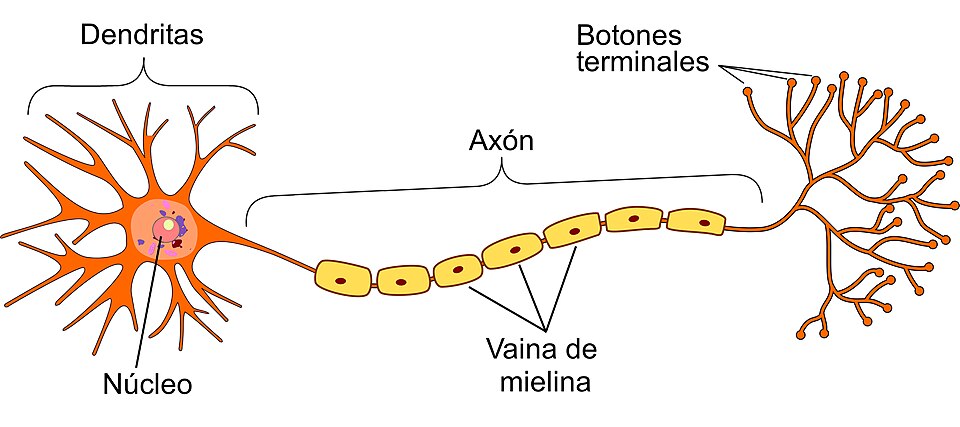 Dendritas
Botones
terminales
Axón
Vaina de
mielina
Núcleo